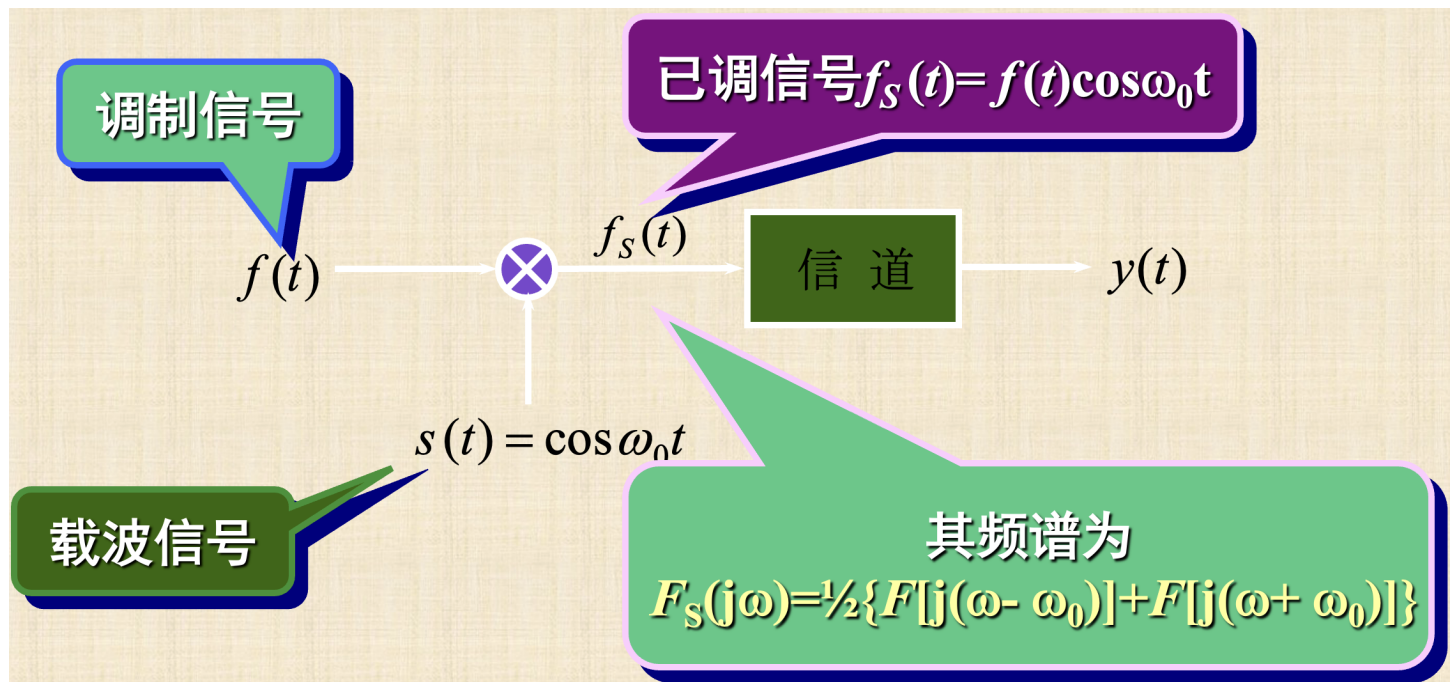 调制信号
已调信号fS(t)= f(t)cosω0t
f(t)
fS(t)
信 道
y(t)
s(t) = cosω0t
载波信号
其频谱为
FS(jω)=½{F[j(ω- ω0)]+F[j(ω+ ω0)]}